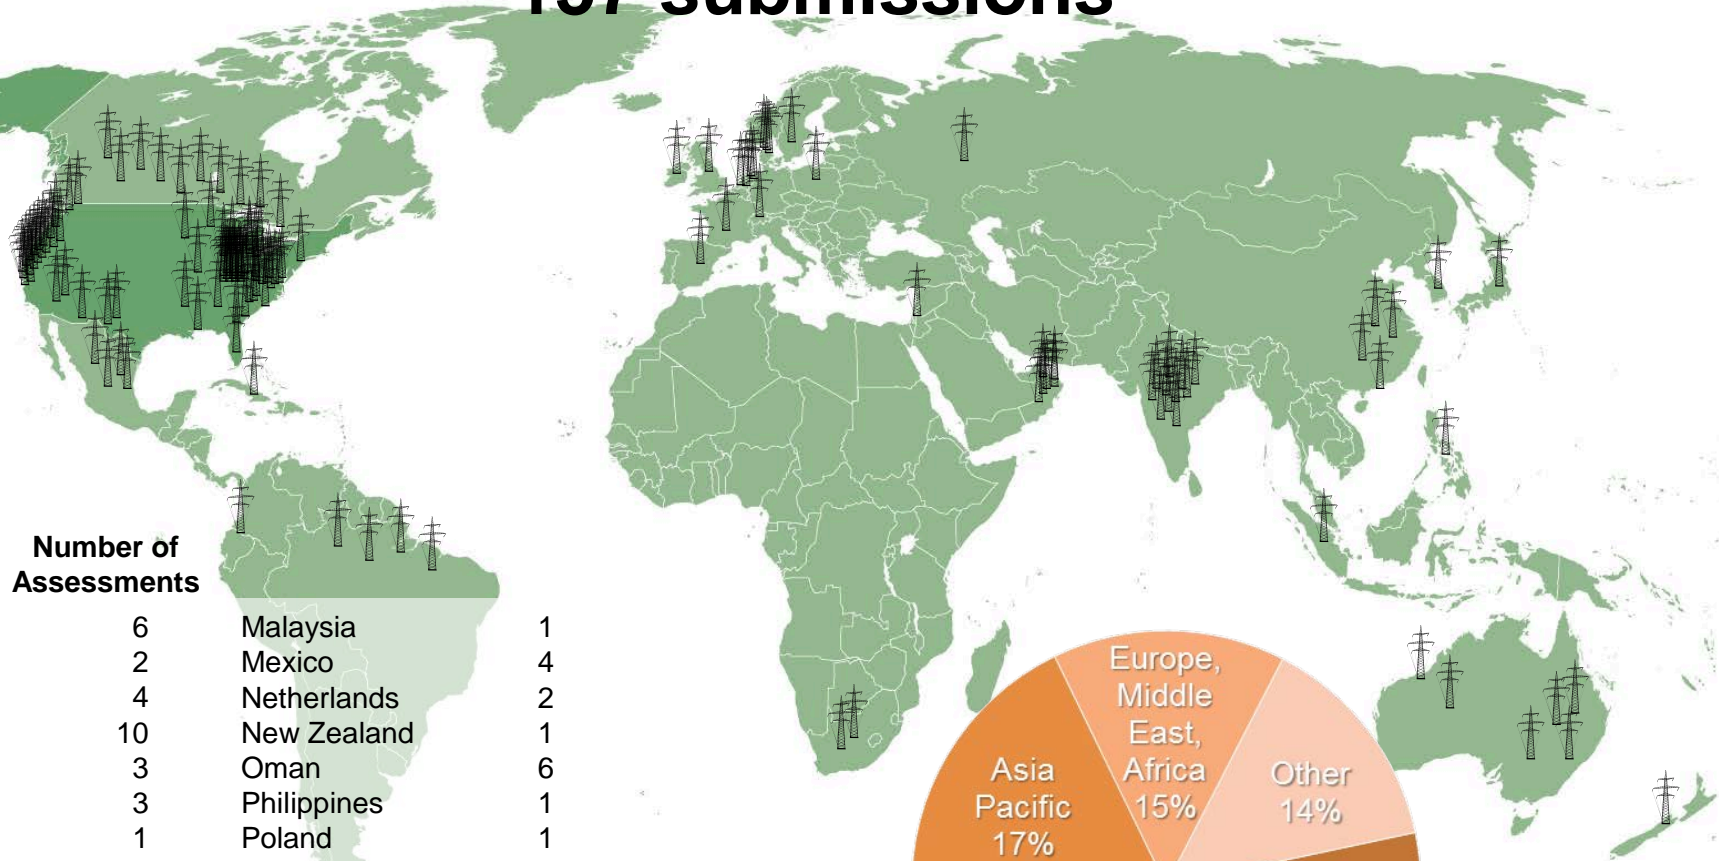 submissions
Number of
Assessments
6 Malaysia 1
2 Mexico 4
4 Netherlands 2
10 New Zealand 1
3 Oman 6
3 Philippines 1
1 Poland 1
Europe,
Middle
East,
Africa
15%
Asia
Pacific
17%
Other
14%